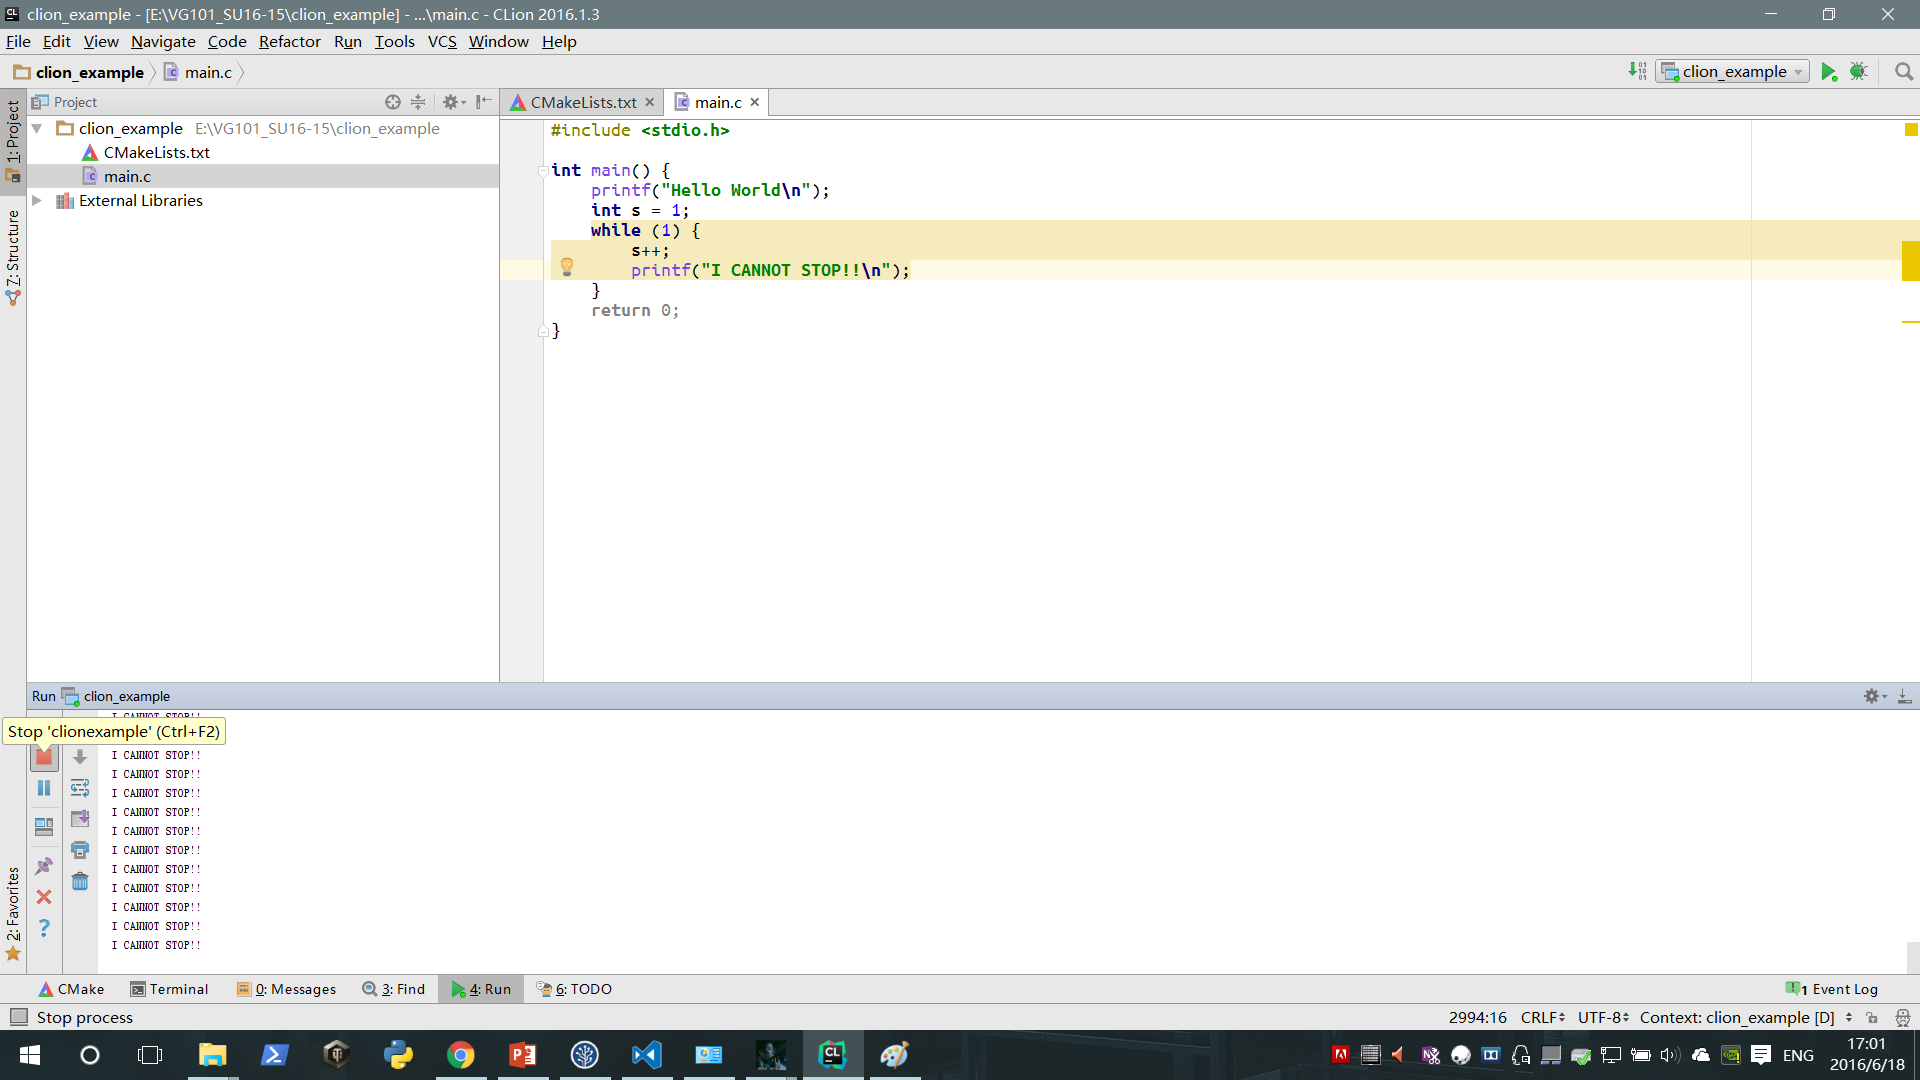 clion_example - [E:\VG101_SU16-15\clion_example] - ...\main.c - CLion 2016.1.3
File Edit View Navigate Code Refactor Run Tools VCS Window Help
clion_example main.c clion_example
1: Project
Z: Structure
2: Favorites
Project
clion_example E:\VG101_SU16-15\clion_example
CMakeLists.txt
main.c
External Libraries
CMakeLists.txt main.c
#include <stdio.h>
int main() {
    printf("Hello World\n");
    int s = 1;
    while (1) {
        s++;
        printf("I CANNOT STOP!!\n");
    }
    return 0;
}
Run clion_example
I CANNOT STOP!!
Stop 'clionexample' (Ctrl+F2)
I CANNOT STOP!!
I CANNOT STOP!!
I CANNOT STOP!!
I CANNOT STOP!!
I CANNOT STOP!!
I CANNOT STOP!!
I CANNOT STOP!!
I CANNOT STOP!!
I CANNOT STOP!!
I CANNOT STOP!!
I CANNOT STOP!!
CMake Terminal 0: Messages 3: Find 4: Run 6: TODO 1 Event Log
Stop process 2994:16 CRLF UTF-8 Context: clion_example [D]
ENG
17:01
2016/6/18